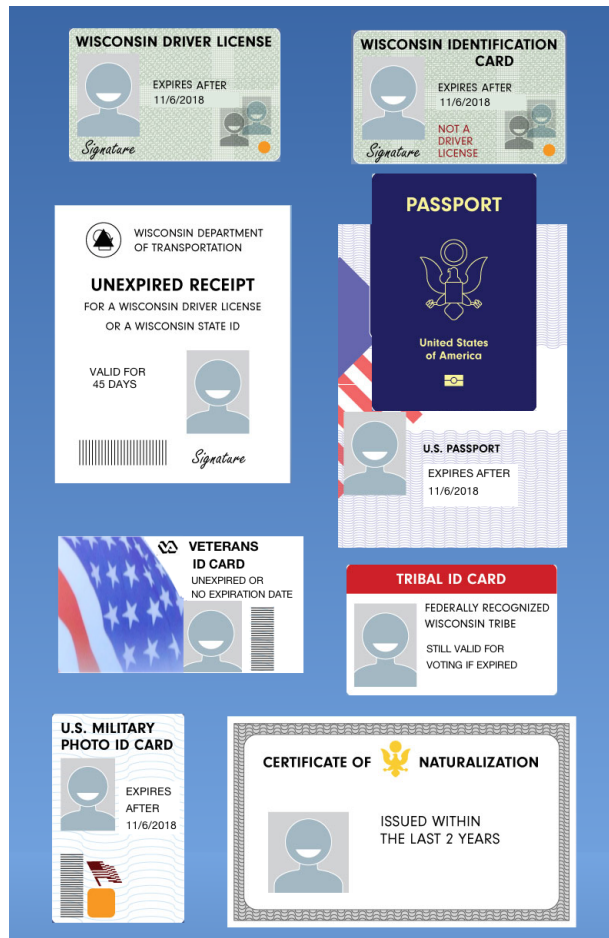 WISCONSIN DRIVER LICENSE
EXPIRES AFTER
11/6/2018
Signature
WISCONSIN IDENTIFICATION
CARD
EXPIRES AFTER
11/6/2018
NOT A
DRIVER
LICENSE
Signature
WISCONSIN DEPARTMENT
OF TRANSPORTATION
UNEXPIRED RECEIPT
FOR A WISCONSIN DRIVER LICENSE
OR A WISCONSIN STATE ID
VALID FOR
45 DAYS
Signature
PASSPORT
United States
of America
U.S. PASSPORT
EXPIRES AFTER
11/6/2018
VETERANS
ID CARD
UNEXPIRED OR
NO EXPIRATION DATE
TRIBAL ID CARD
FEDERALLY RECOGNIZED
WISCONSIN TRIBE
STILL VALID FOR
VOTING IF EXPIRED
U.S. MILITARY
PHOTO ID CARD
EXPIRES
AFTER
11/6/2018
CERTIFICATE OF NATURALIZATION
ISSUED WITHIN
THE LAST 2 YEARS